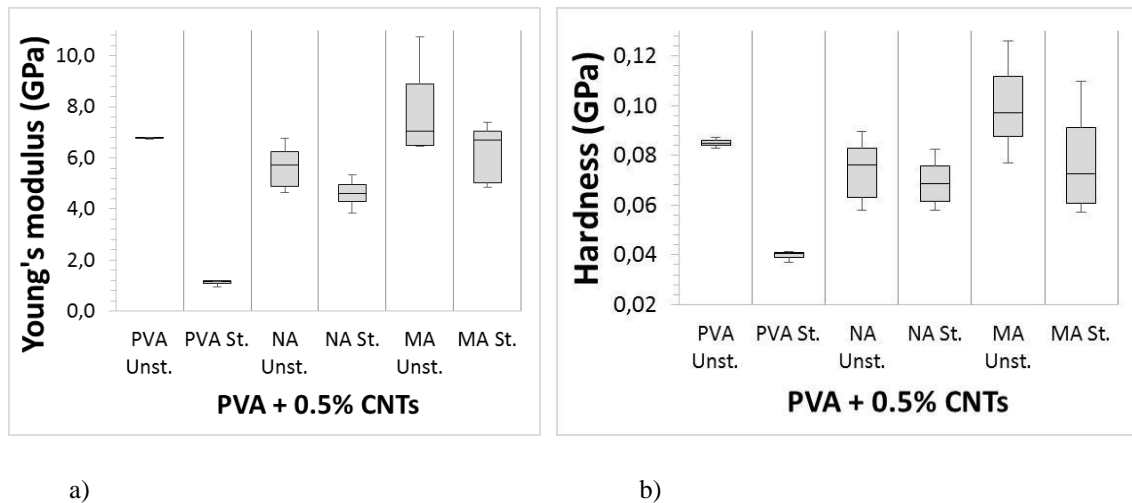 Young's modulus (GPa)
10,0
8,0
6,0
4,0
2,0
0,0
PVA Unst.
PVA St.
NA Unst.
NA St.
MA Unst.
MA St.
PVA + 0.5% CNTs
a)
Hardness (GPa)
0,12
0,10
0,08
0,06
0,04
0,02
PVA Unst.
PVA St.
NA Unst.
NA St.
MA Unst.
MA St.
PVA + 0.5% CNTs
b)